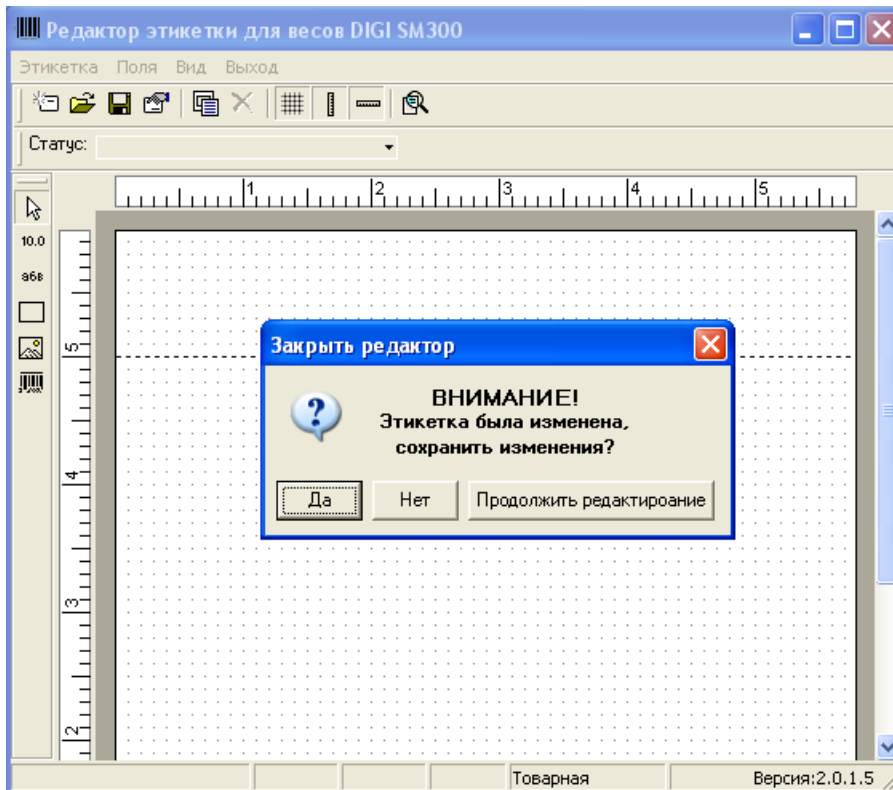 Редактор этикетки для весов DIGI SM300
Этикетка Поля Вид Выход
Статус:
1 2 3 4 5
10.0
абв
5
4
3
2
Закрыть редактор
ВНИМАНИЕ!
Этикетка была изменена,
сохранить изменения?
Да Нет Продолжить редактироание
Товарная Версия:2.0.1.5